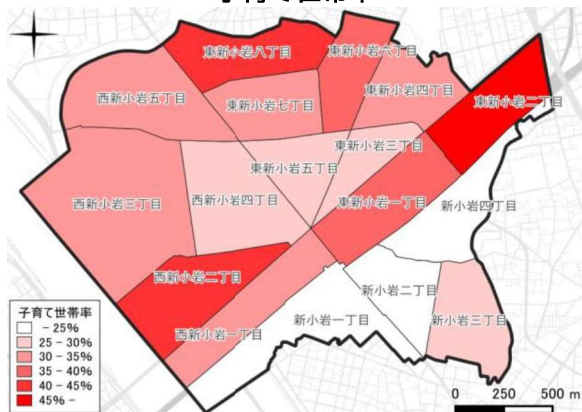 子育て世帯率
東新小岩八丁目
東新小岩六丁目
西新小岩五丁目
東新小岩七丁目
東新小岩四丁目
東新小岩二丁目
東新小岩三丁目
東新小岩五丁目
西新小岩三丁目
西新小岩四丁目
東新小岩一丁目
新小岩四丁目
西新小岩二丁目
新小岩二丁目
西新小岩一丁目
新小岩一丁目
新小岩三丁目
子育て世帯率
- 25%
25 - 30%
30 - 35%
35 - 40%
40 - 45%
45% -
0 250 500 m